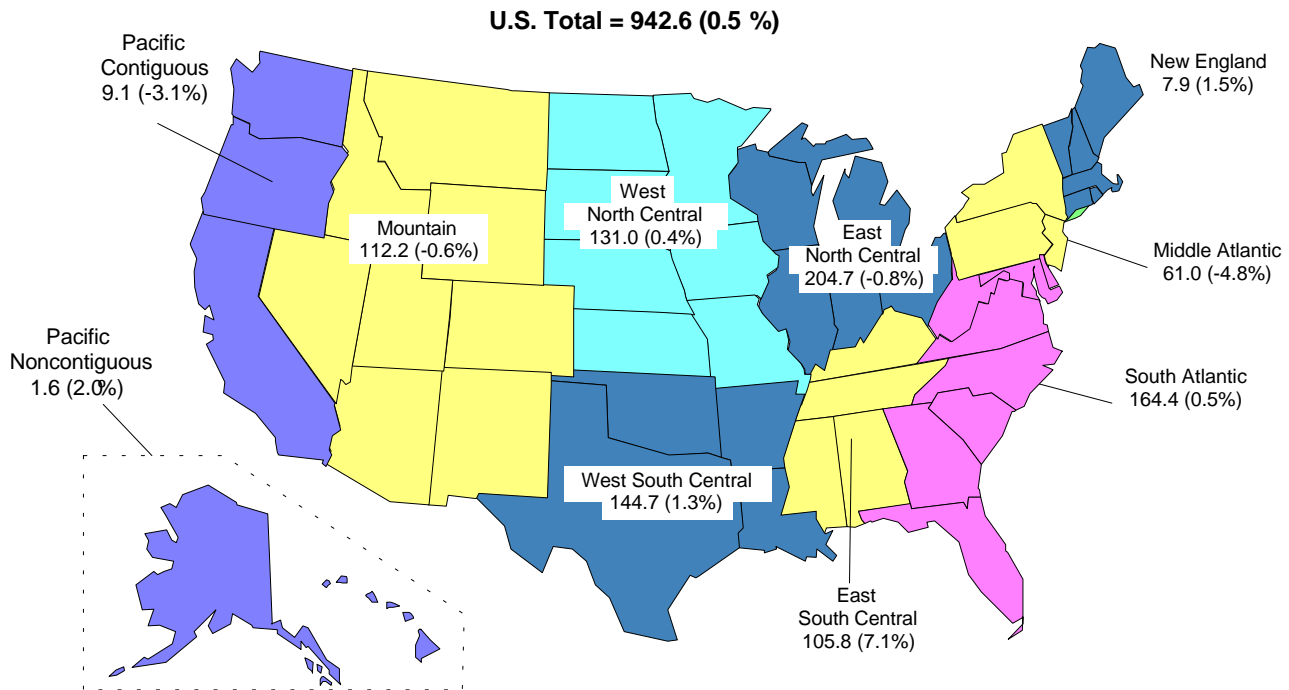 U.S. Total = 942.6 (0.5 %)
Pacific
Contiguous
9.1 (-3.1%)
New England
7.9 (1.5%)
West
North Central
131.0 (0.4%)
Mountain
112.2 (-0.6%)
East
North Central
204.7 (-0.8%)
Middle Atlantic
61.0 (-4.8%)
Pacific
Noncontiguous
1.6 (2.0%)
South Atlantic
164.4 (0.5%)
West South Central
144.7 (1.3%)
East
South Central
105.8 (7.1%)